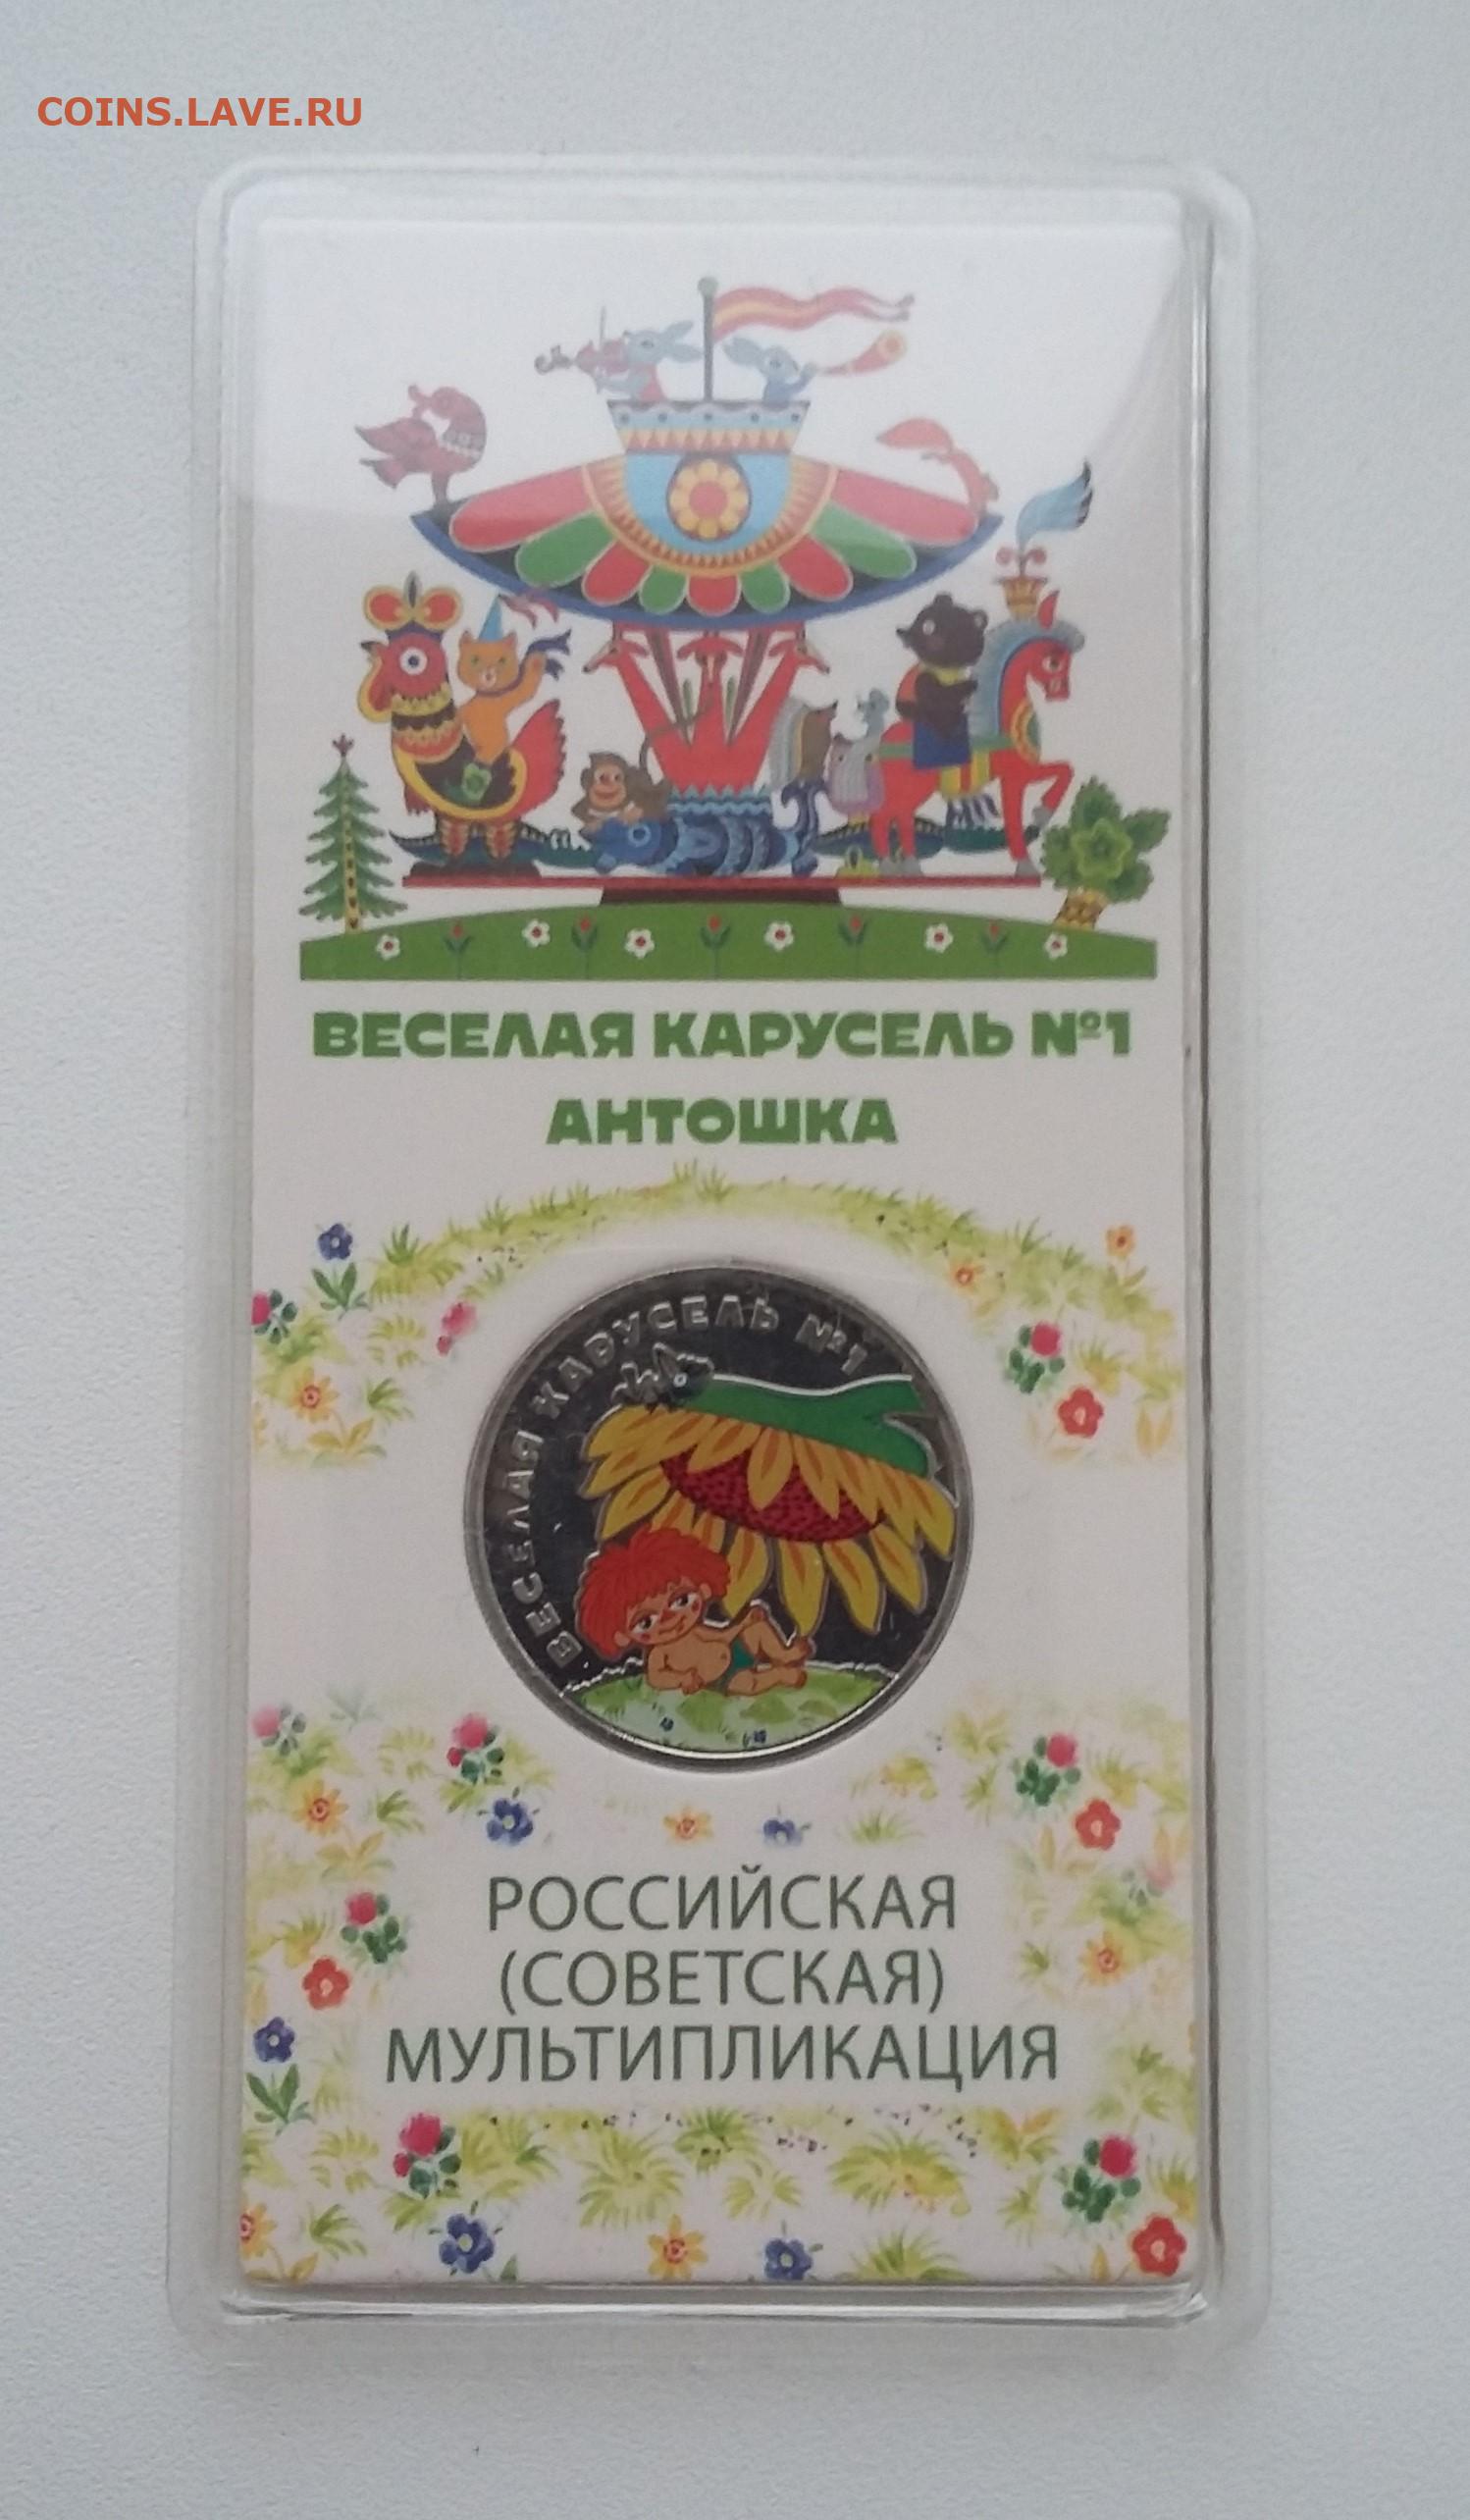 COINS.LAVE.RU
ВЕСЕЛАЯ КАРУСЕЛЬ №1
АНТОШКА
ВЕСЕЛАЯ КАРУСЕЛЬ №1
РОССИЙСКАЯ
(СОВЕТСКАЯ)
МУЛЬТИПЛИКАЦИЯ